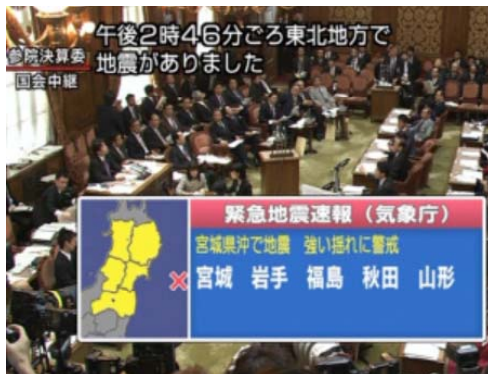 午後2時46分ごろ東北地方で
地震がありました
参院決算委
国会中継
緊急地震速報（気象庁）
宮城県沖で地震　強い揺れに警戒
宮城　岩手　福島　秋田　山形